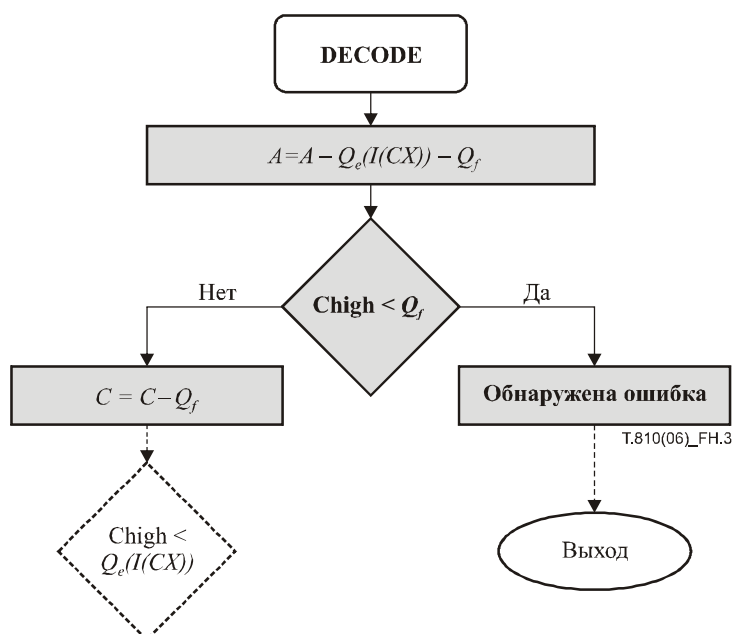 DECODE
A=A – Qe(I(CX)) – Qf
Chigh < Qf
Нет
Да
C = C–Qf
Обнаружена ошибка
T.810(06)_FH.3
Chigh <
Qe(I(CX))
Выход